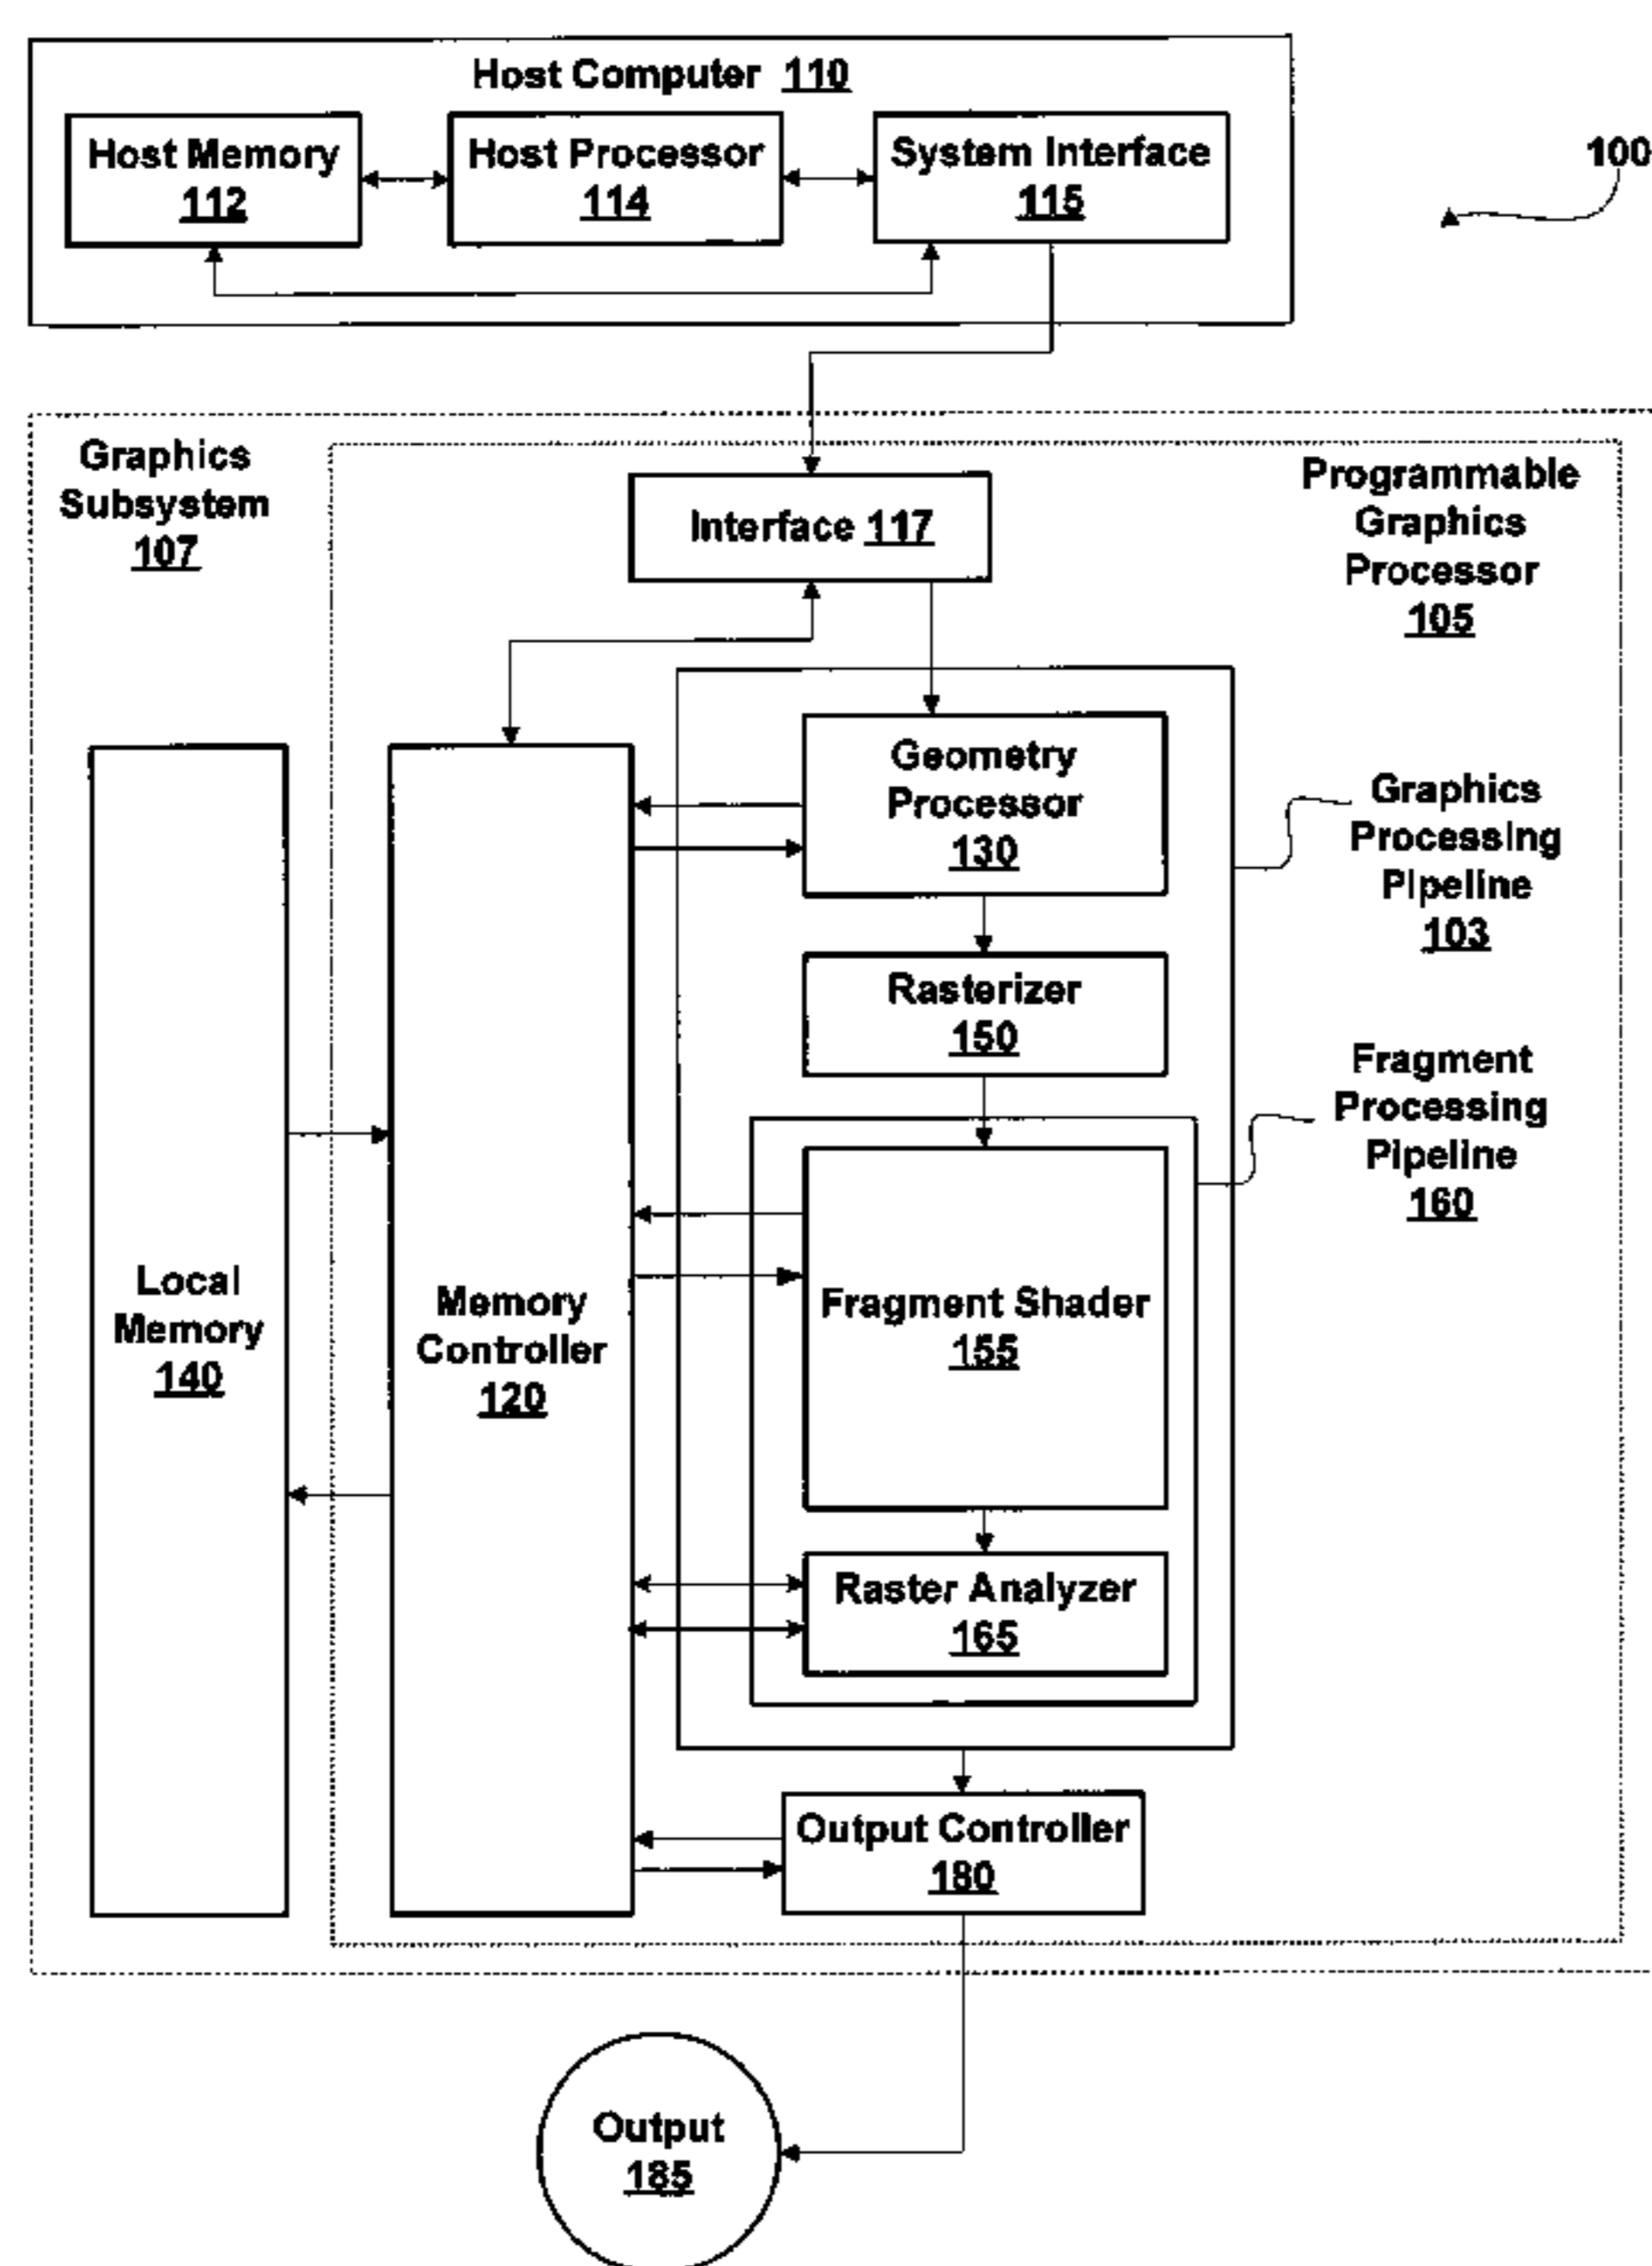 Host Computer 110
Host Memory
112
Host Processor
114
System Interface
115
100
Graphics
Subsystem
107
Interface 117
Programmable
Graphics
Processor
105
Geometry
Processor
130
Graphics
Processing
Pipeline
103
Rasterizer
150
Fragment
Processing
Pipeline
160
Local
Memory
140
Memory
Controller
120
Fragment Shader
155
Raster Analyzer
165
Output Controller
180
Output
185